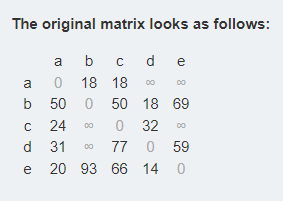 The original matrix looks as follows:
a b c d e
a 0 18 18 ∞ ∞
b 50 0 50 18 69
c 24 ∞ 0 32 ∞
d 31 ∞ 77 0 59
e 20 93 66 14 0